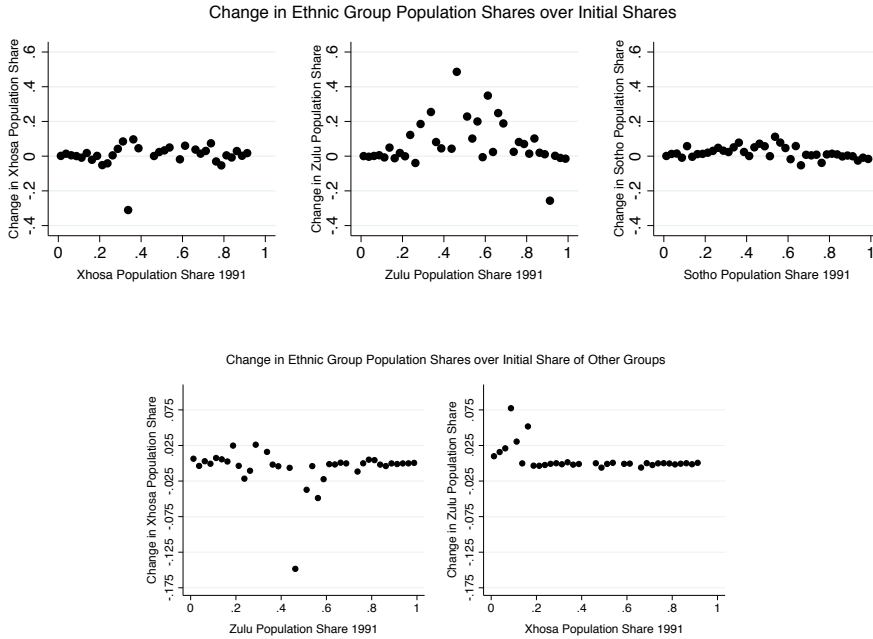 Change in Ethnic Group Population Shares over Initial Shares
Change in Xhosa Population Share
.6
.4
.2
0
-.2
-.4
0 .2 .4 .6 .8 1
Xhosa Population Share 1991
Change in Zulu Population Share
.6
.4
.2
0
-.2
-.4
0 .2 .4 .6 .8 1
Zulu Population Share 1991
Change in Sotho Population Share
.6
.4
.2
0
-.2
-.4
0 .2 .4 .6 .8 1
Sotho Population Share 1991
Change in Ethnic Group Population Shares over Initial Share of Other Groups
Change in Xhosa Population Share
.075
.025
-.025
-.075
-.125
-.175
0 .2 .4 .6 .8 1
Zulu Population Share 1991
Change in Zulu Population Share
.075
.025
-.025
-.075
-.125
-.175
0 .2 .4 .6 .8 1
Xhosa Population Share 1991